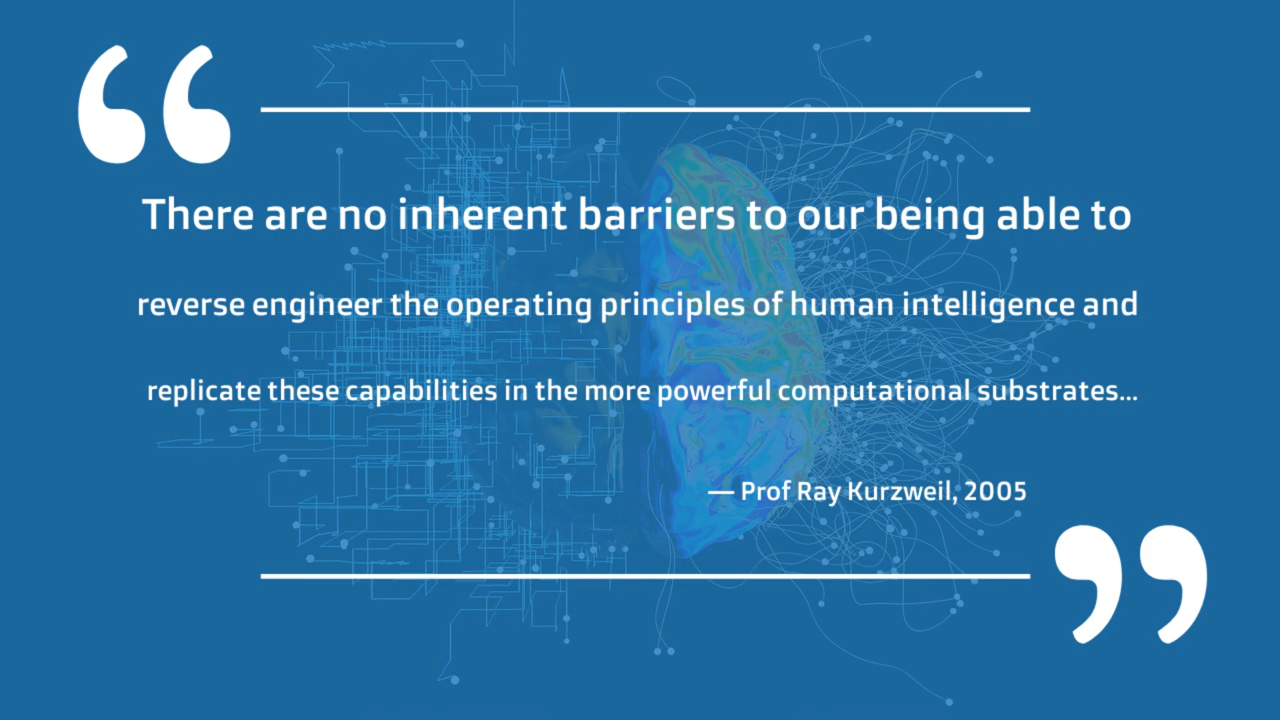 “
There are no inherent barriers to our being able to
reverse engineer the operating principles of human intelligence and
replicate these capabilities in the more powerful computational substrates...
— Prof Ray Kurzweil, 2005
”